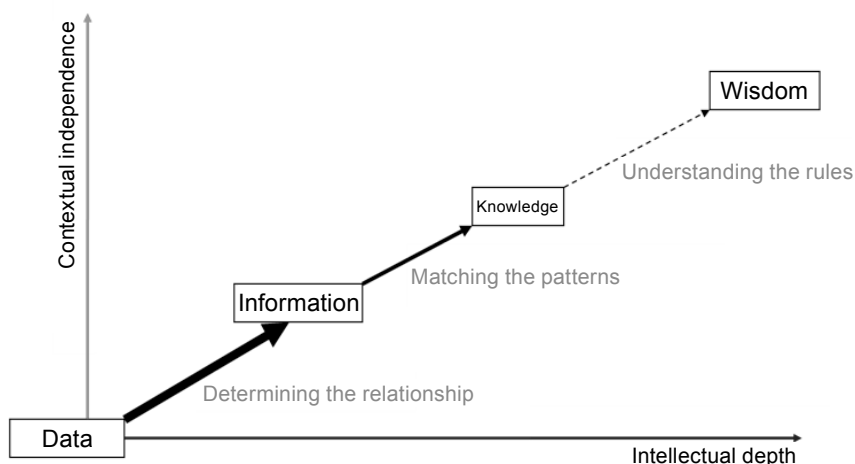 Contextual independence
Wisdom
Understanding the rules
Knowledge
Matching the patterns
Information
Determining the relationship
Data
Intellectual depth